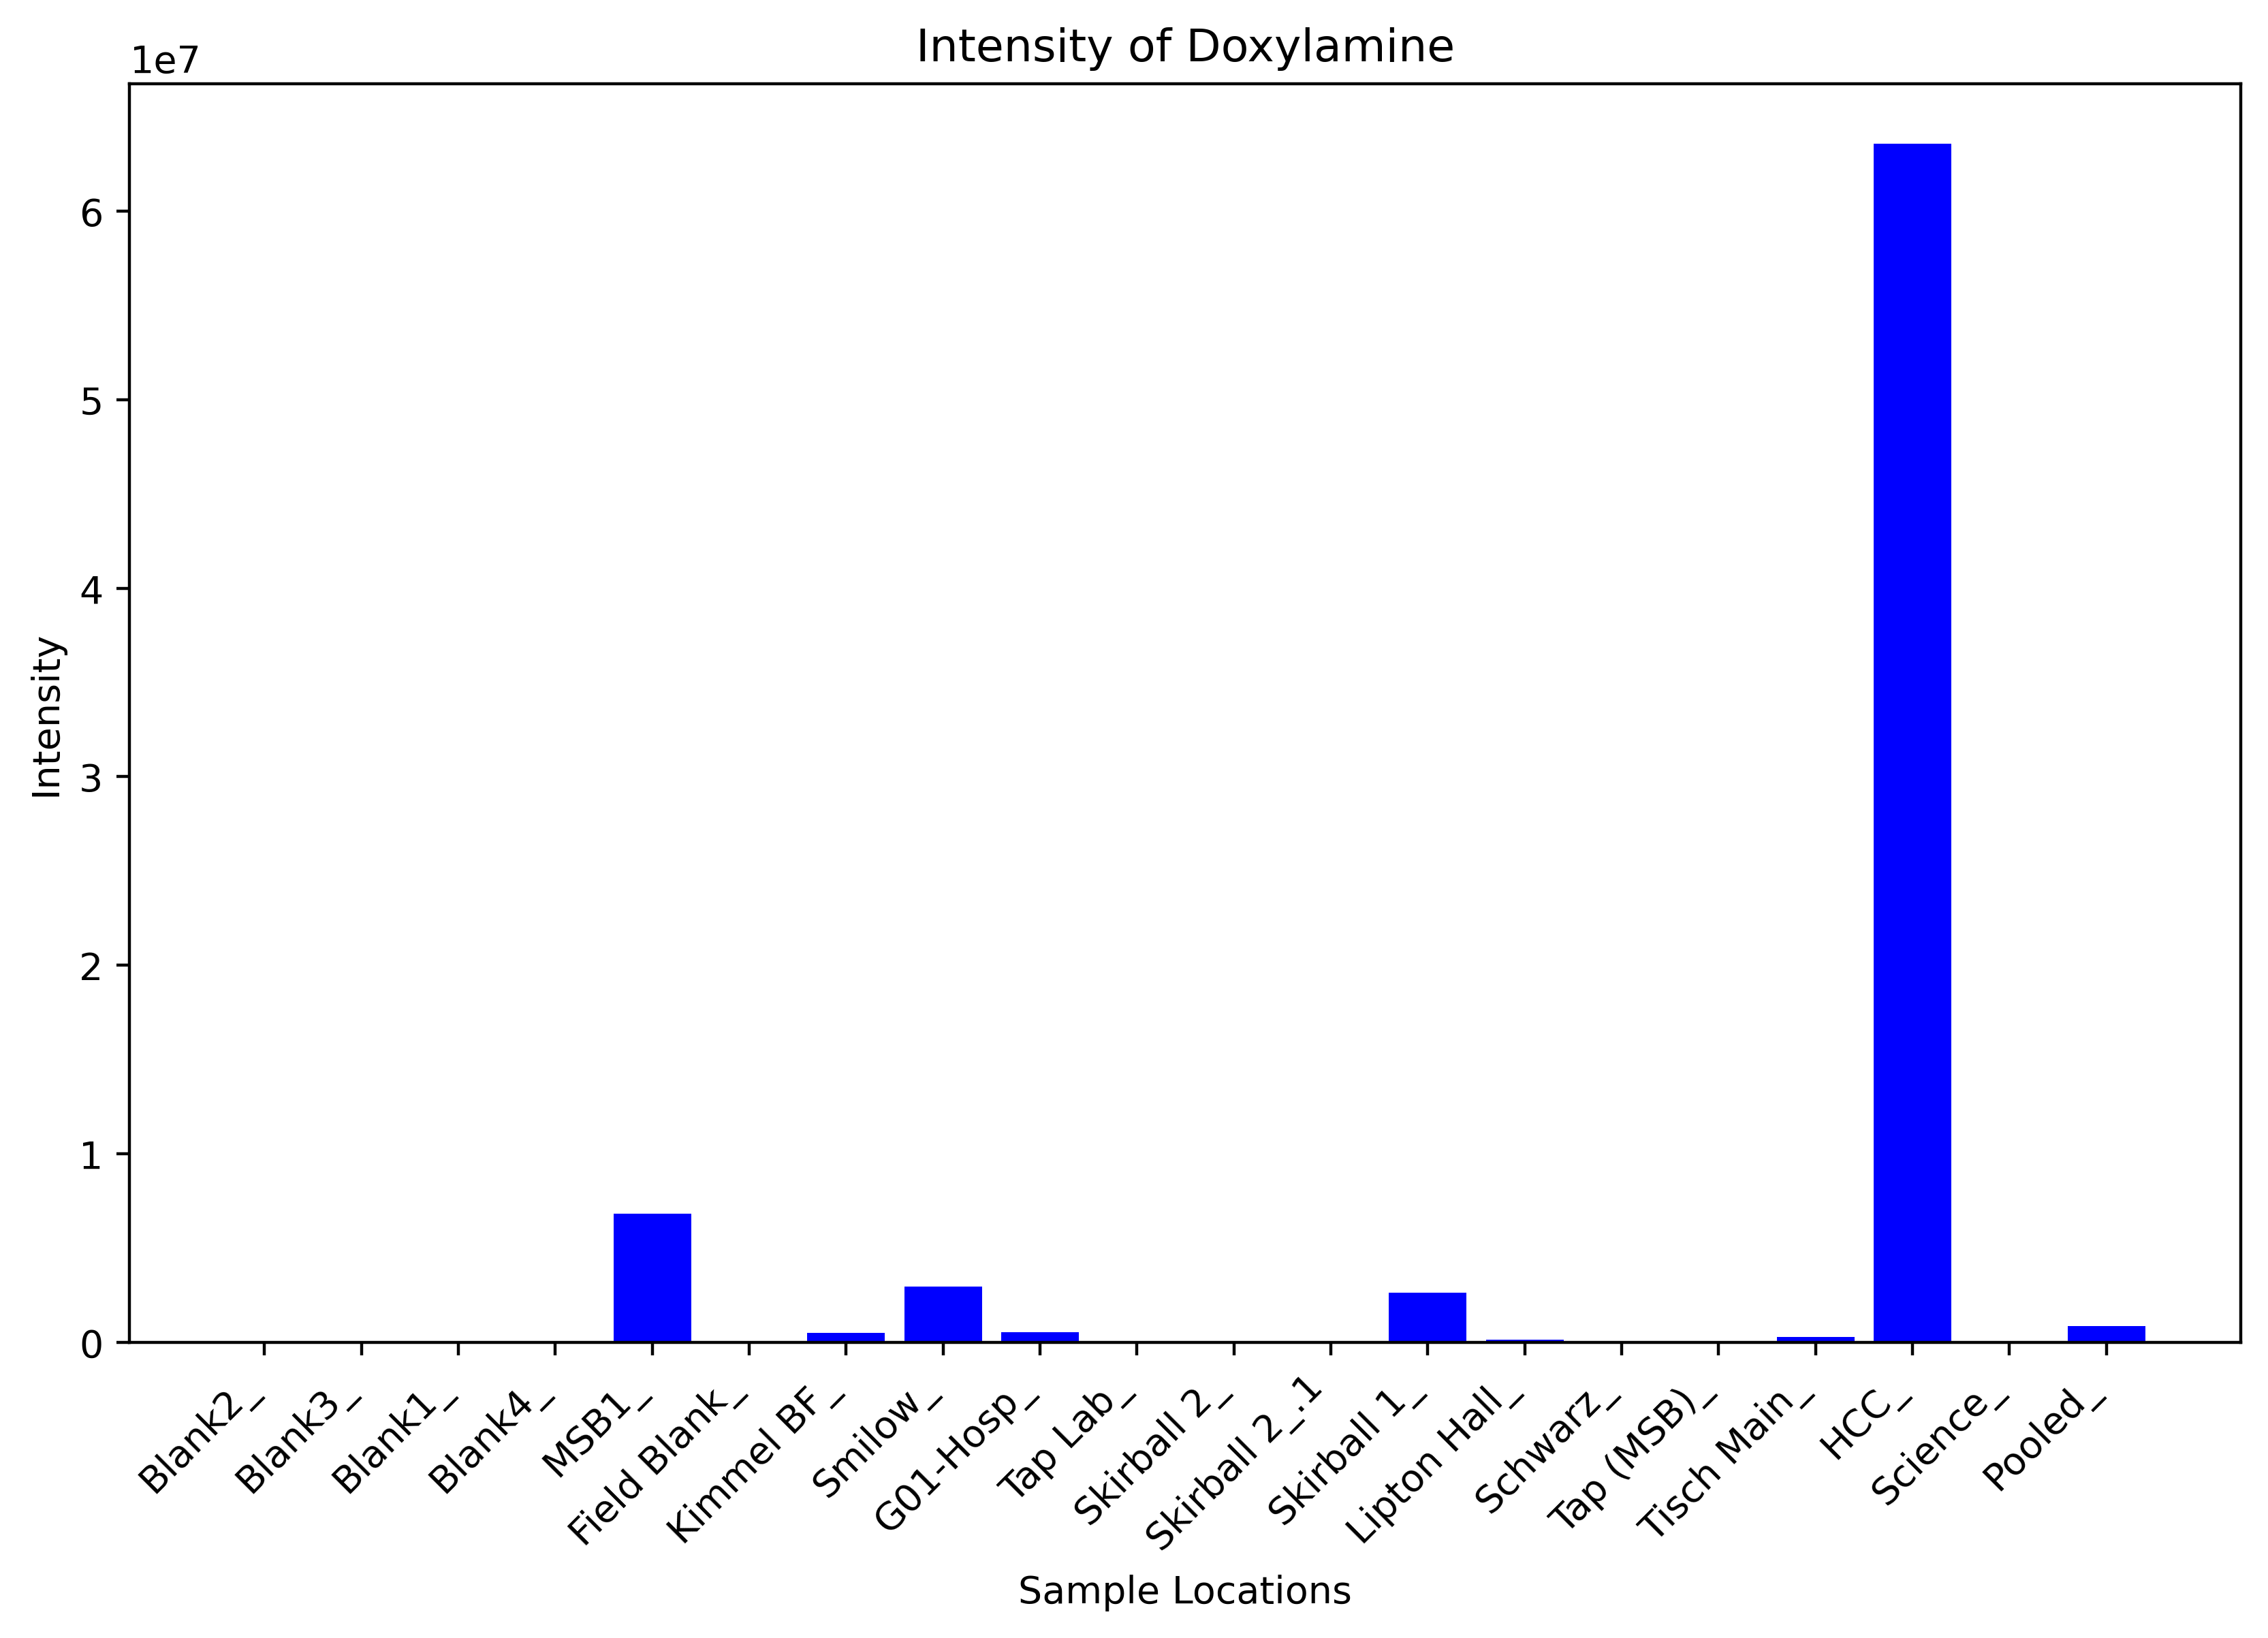 Intensity of Doxylamine
1e7
6
5
4
3
2
1
0
Intensity
Blank2_
Blank3_
Blank1_
Blank4_
MSB1_
Field Blank_
Kimmel BF_
Smilow_
G01-Hosp_
Tap Lab_
Skirball 2_
Skirball 2_.1
Skirball 1_
Lipton Hall_
Schwarz_
Tap (MSB)_
Tisch Main_
HCC_
Science_
Pooled_
Sample Locations